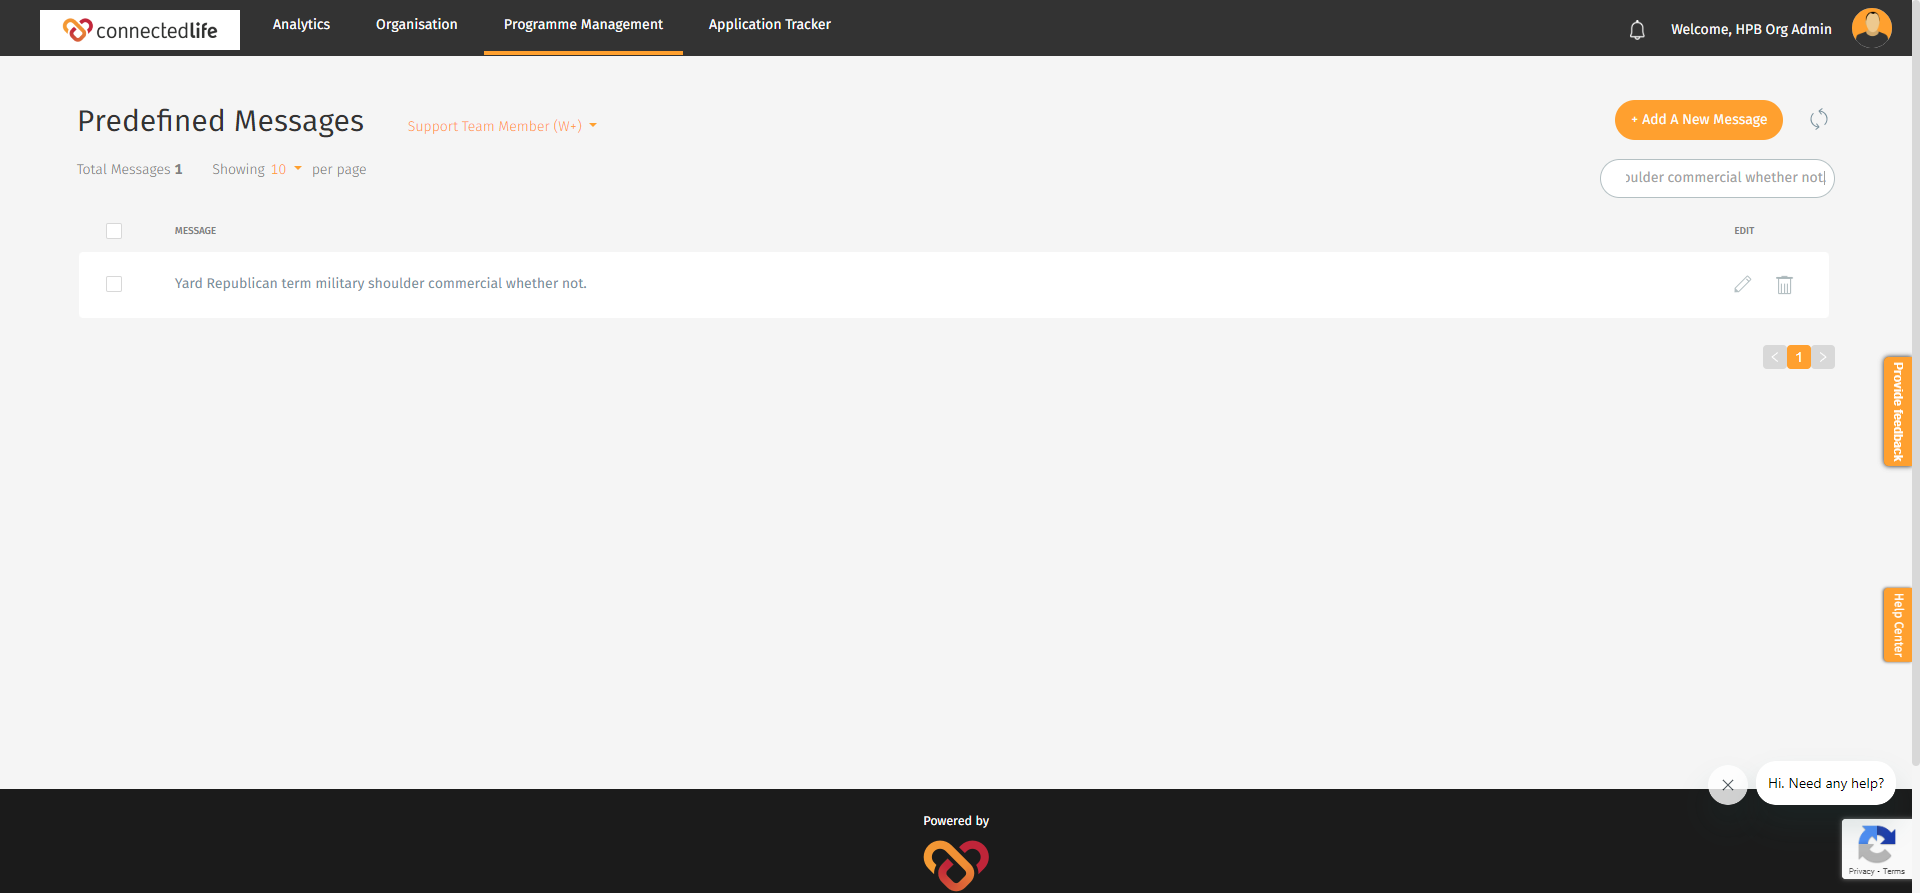 connectedlife
Analytics
Organisation
Programme Management
Application Tracker
Welcome, HPB Org Admin
Predefined Messages
Support Team Member (W+)
+ Add A New Message
Total Messages 1
Showing 10 per page
oulder commercial whether not
MESSAGE
EDIT
Yard Republican term military shoulder commercial whether not.
< 1 >
Provide feedback
Help Center
Hi. Need any help?
Powered by
Privacy - Terms